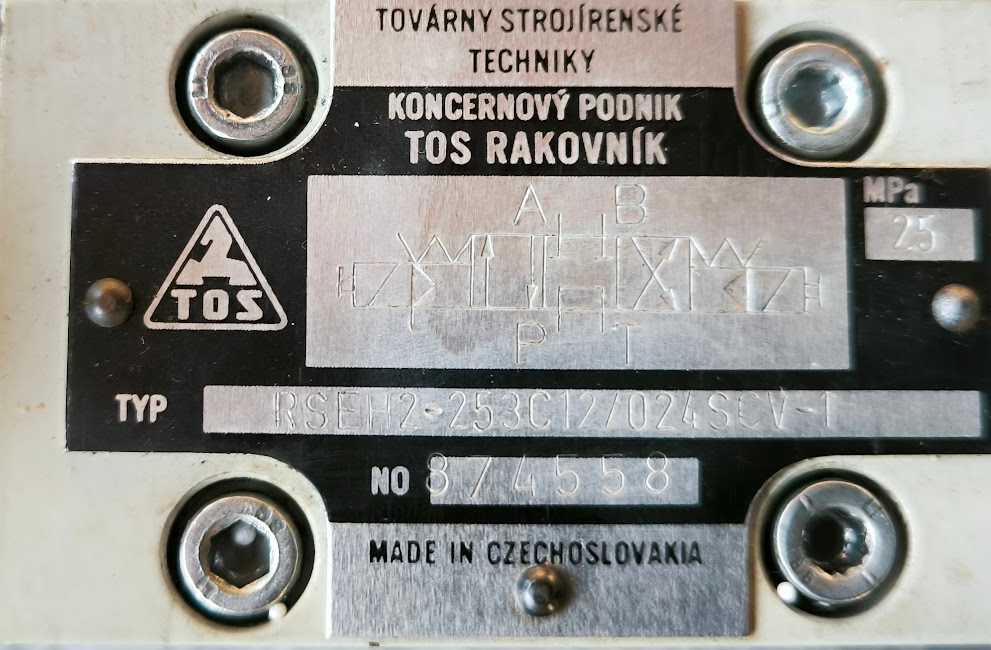 TOVÁRNY STROJÍRENSKÉ
TECHNIKY
KONCERNOVÝ PODNIK
TOS RAKOVNÍK
A B
MPa
25
TOS
P T
TYP RSEH2-253C12/024SCV-1
NO 874558
MADE IN CZECHOSLOVAKIA